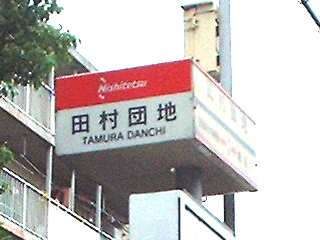 Nishitetsu
田村団地
TAMURA DANCHI